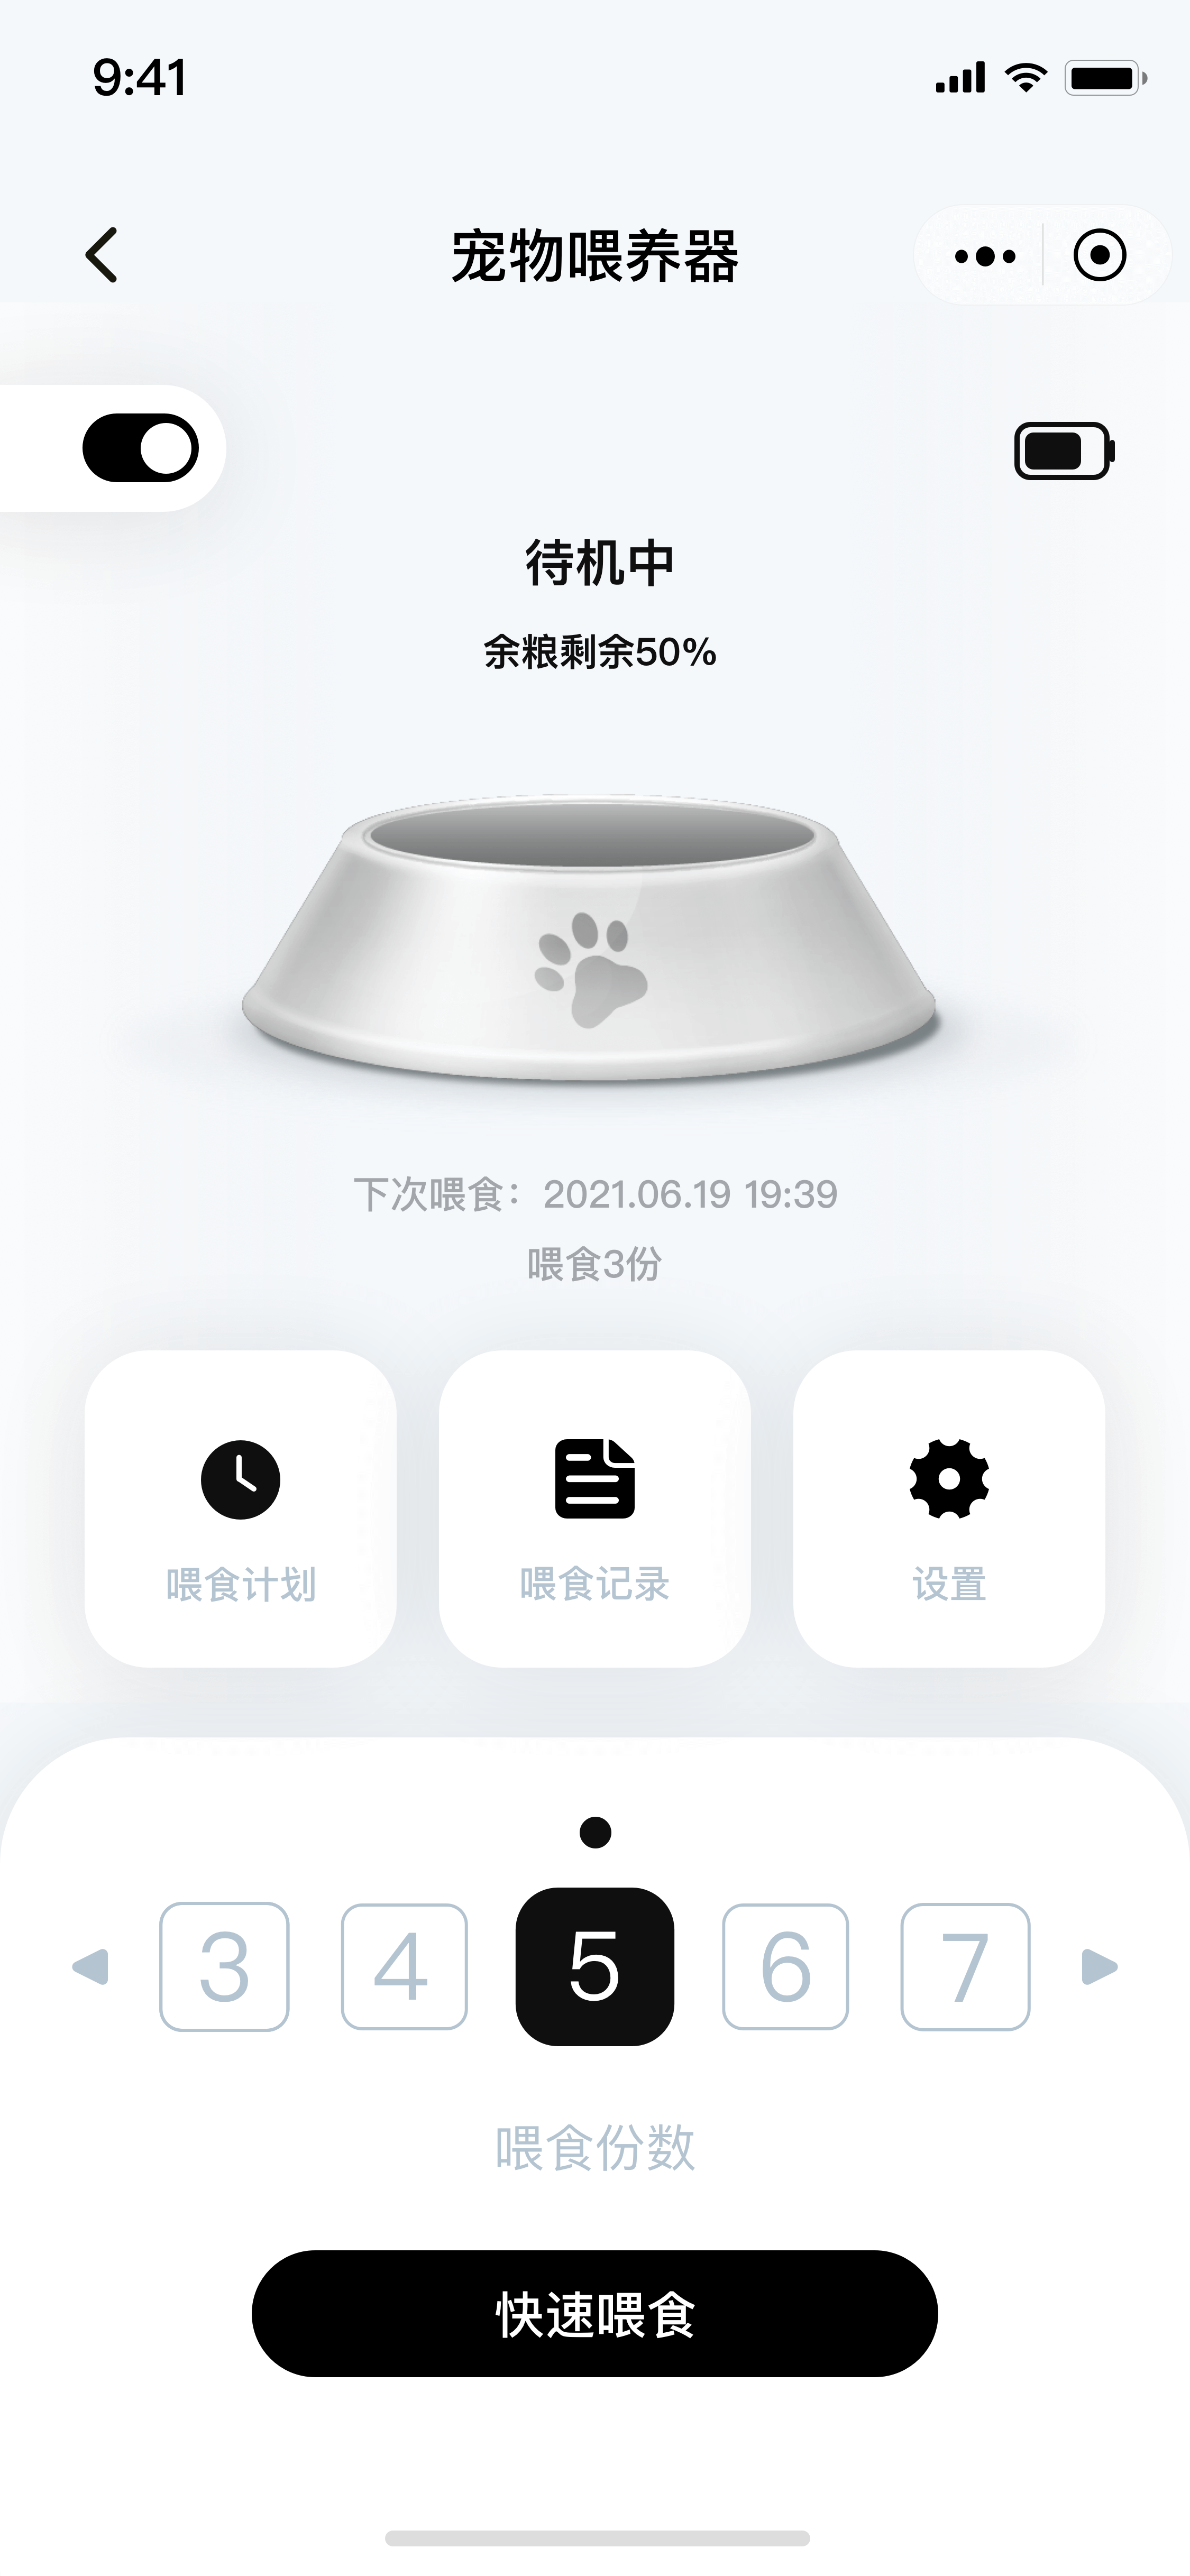 9:41
宠物喂养器
待机中
余粮剩余50%
下次喂食：2021.06.19 19:39
喂食3份
喂食计划 喂食记录 设置
3 4 5 6 7
喂食份数
快速喂食